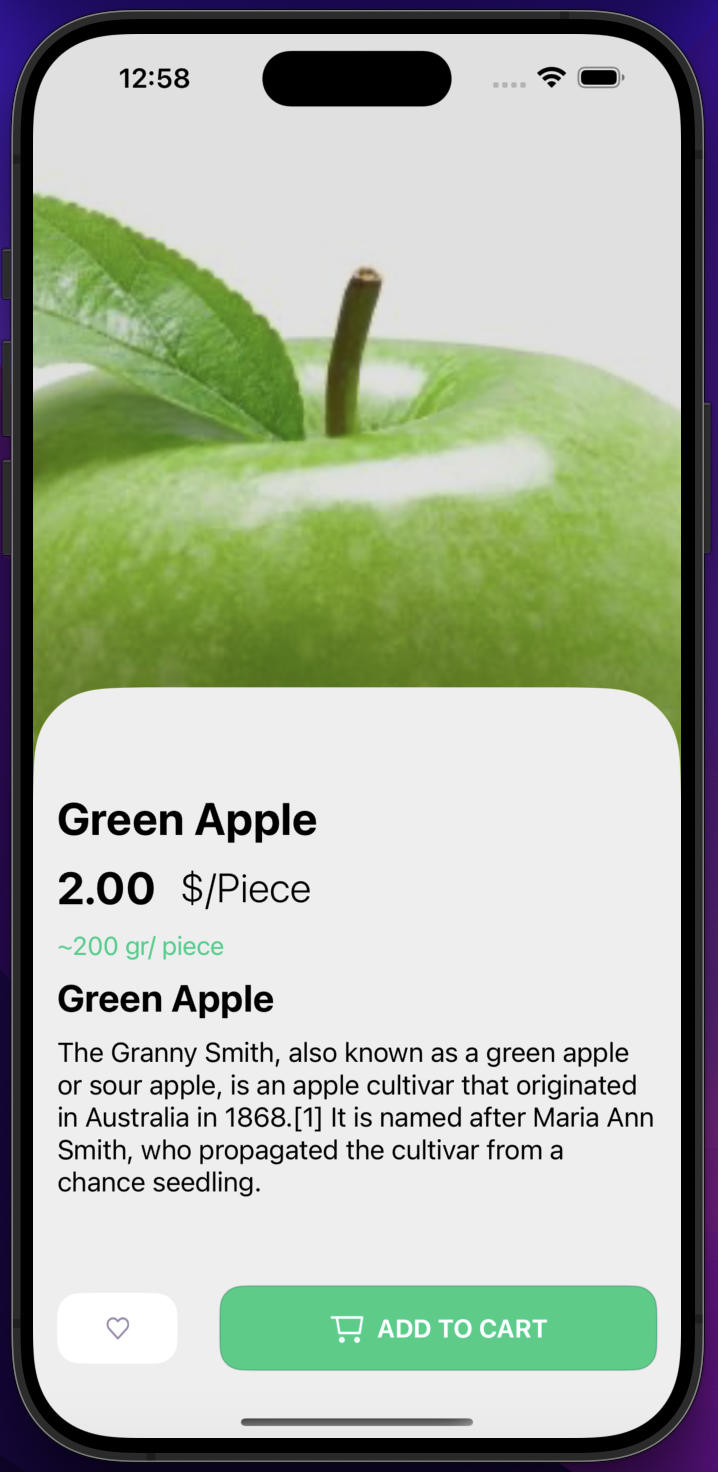 12:58
Green Apple
2.00 $/Piece
~200 gr/ piece
Green Apple
The Granny Smith, also known as a green apple
or sour apple, is an apple cultivar that originated
in Australia in 1868.[1] It is named after Maria Ann
Smith, who propagated the cultivar from a
chance seedling.
ADD TO CART